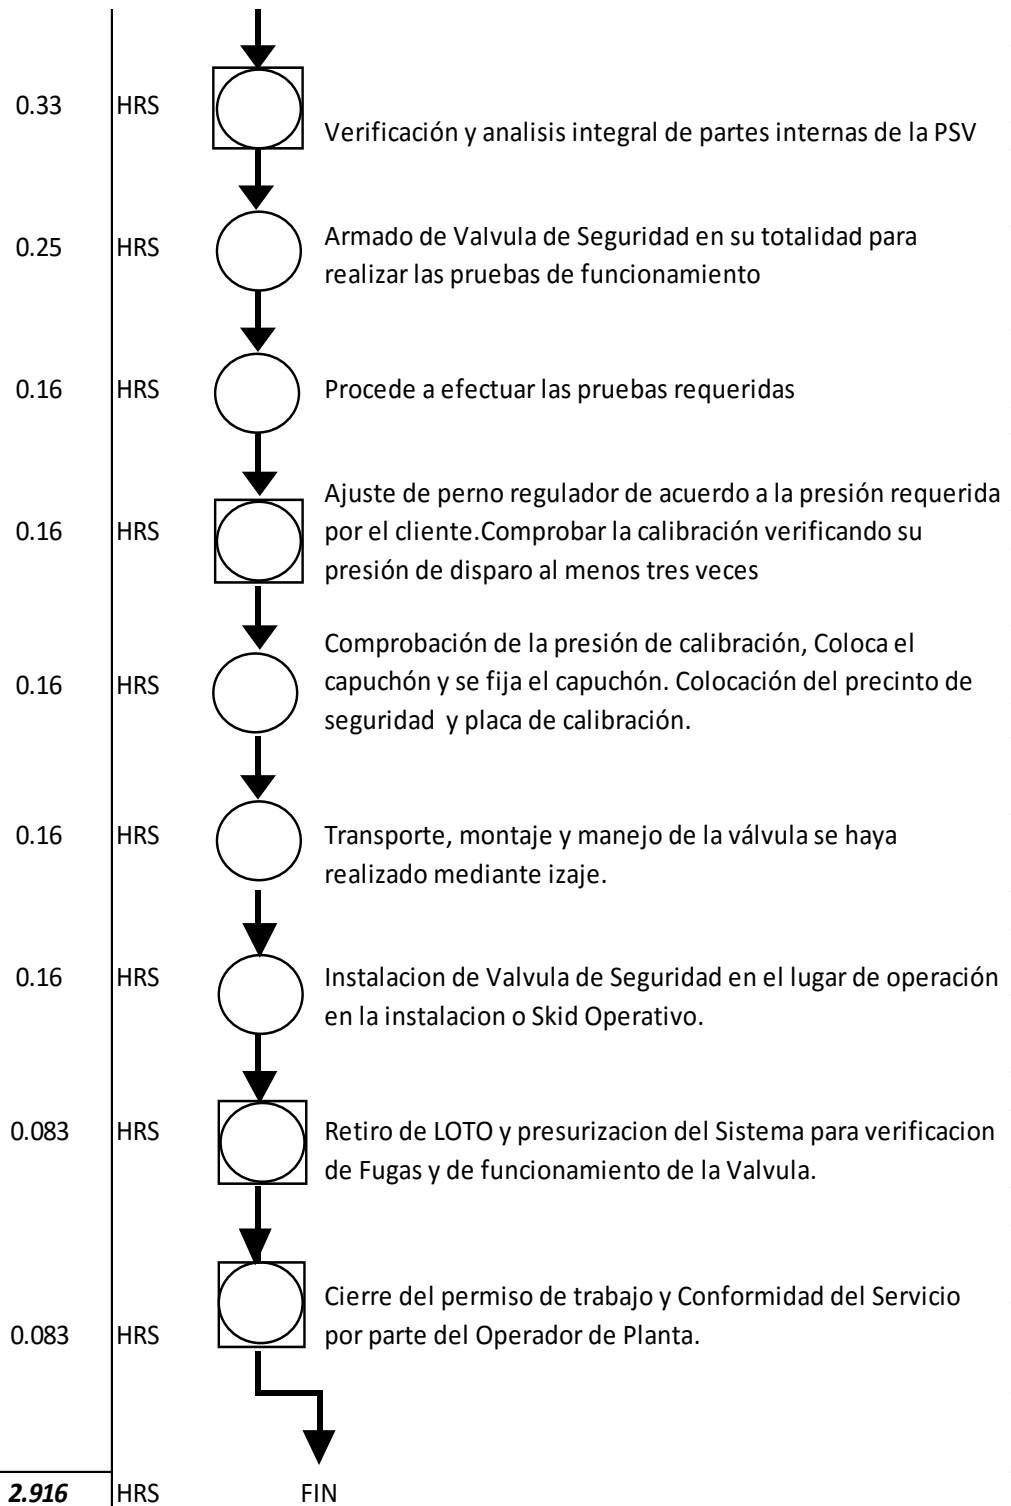 0.33 HRS
Verificación y analisis integral de partes internas de la PSV
0.25 HRS
Armado de Valvula de Seguridad en su totalidad para
realizar las pruebas de funcionamiento
0.16 HRS
Procede a efectuar las pruebas requeridas
0.16 HRS
Ajuste de perno regulador de acuerdo a la presión requerida
por el cliente.Comprobar la calibración verificando su
presión de disparo al menos tres veces
0.16 HRS
Comprobación de la presión de calibración, Coloca el
capuchón y se fija el capuchón. Colocación del precinto de
seguridad y placa de calibración.
0.16 HRS
Transporte, montaje y manejo de la válvula se haya
realizado mediante izaje.
0.16 HRS
Instalacion de Valvula de Seguridad en el lugar de operación
en la instalacion o Skid Operativo.
0.083 HRS
Retiro de LOTO y presurizacion del Sistema para verificacion
de Fugas y de funcionamiento de la Valvula.
0.083 HRS
Cierre del permiso de trabajo y Conformidad del Servicio
por parte del Operador de Planta.
2.916 HRS FIN